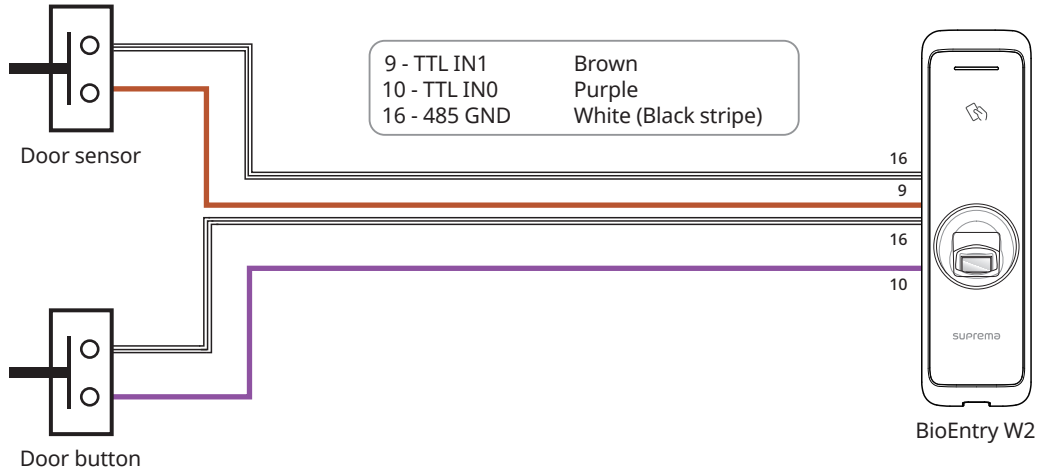 9 - TTL IN1 Brown
10 - TTL IN0 Purple
16 - 485 GND White (Black stripe)
Door sensor
16
9
16
10
suprema
BioEntry W2
Door button